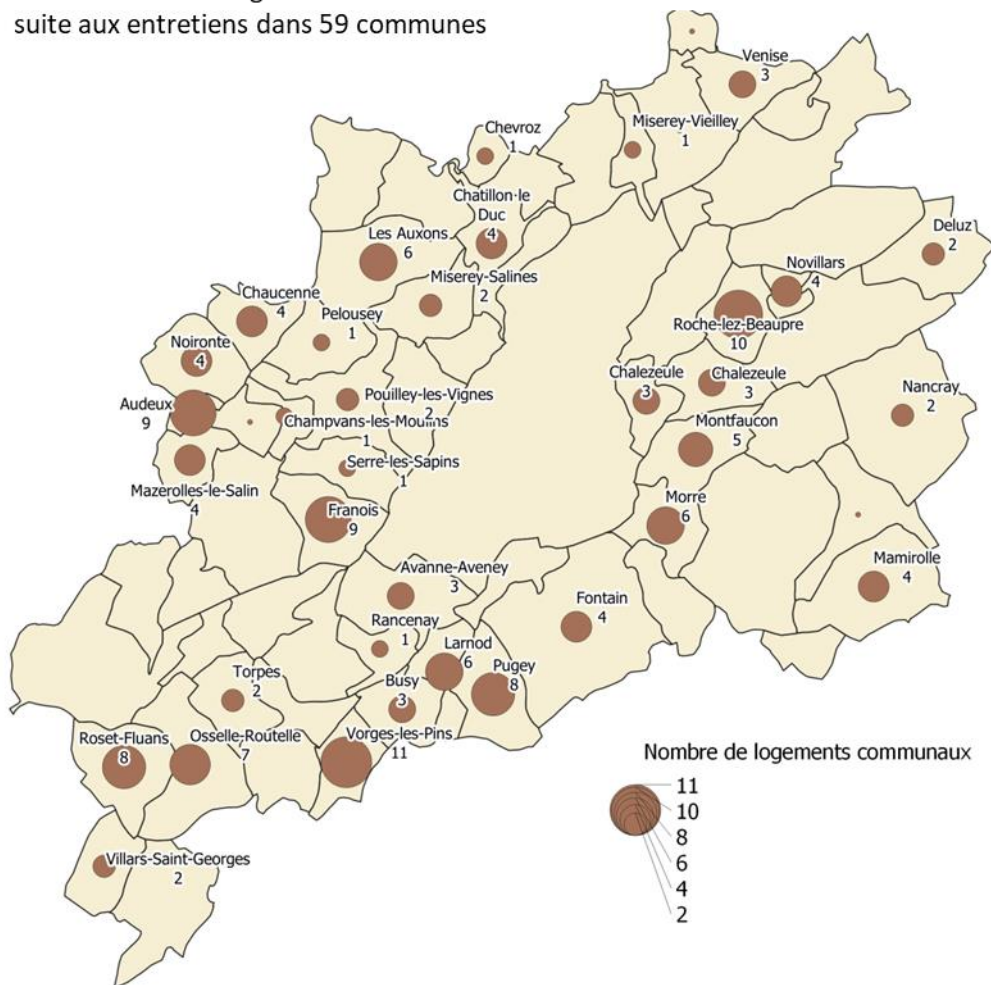 suite aux entretiens dans 59 communes
Venise
3
Miserey-Vieilley
1
Chevroz
1
Chatillon-le
Duc
4
Les Auxons
6
Deluz
2
Miserey-Salines
2
Novillars
4
Chaucenne
4
Pelousey
1
Roche-lez-Beaupre
10
Noironte
4
Chalezeule
3
Chalezeule
3
Nancray
2
Pouilley-les-Vignes
2
Audeux
9
Champvans-les-Moulins
1
Montfaucon
5
Serre-les-Sapins
1
Mazerolles-le-Salin
4
Franois
9
Morre
6
Mamirolle
4
Avanne-Aveney
3
Fontain
4
Rancenay
1
Larnod
6
Pugey
8
Torpes
2
Busy
3
Roset-Fluans
8
Osselle-Routelle
7
Vorges-les-Pins
11
Villars-Saint-Georges
2
Nombre de logements communaux
11
10
8
6
4
2